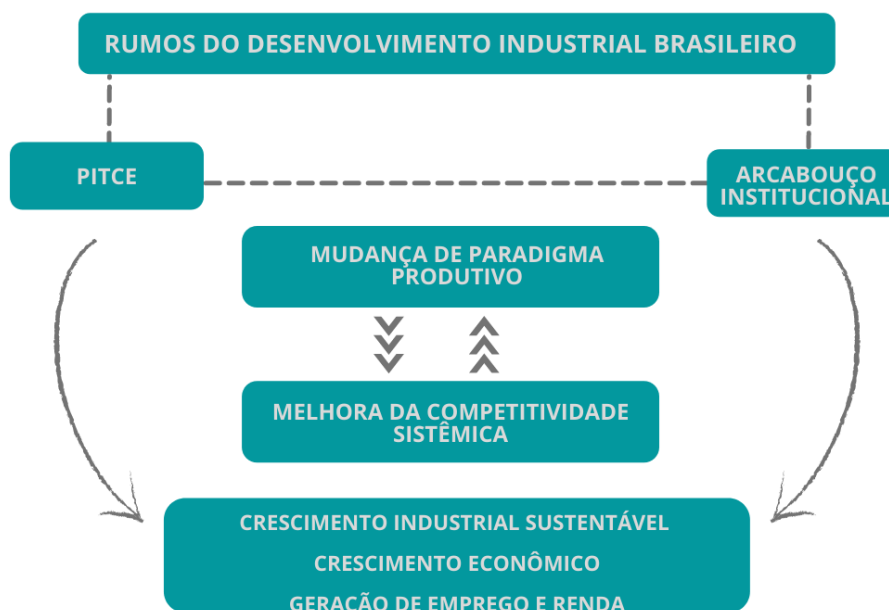 RUMOS DO DESENVOLVIMENTO INDUSTRIAL BRASILEIRO
PITCE
ARCABOUÇO
INSTITUCIONAL
MUDANÇA DE PARADIGMA
PRODUTIVO
MELHORA DA COMPETITIVIDADE
SISTÊMICA
CRESCIMENTO INDUSTRIAL SUSTENTÁVEL
CRESCIMENTO ECONÔMICO
GERAÇÃO DE EMPREGO E RENDA